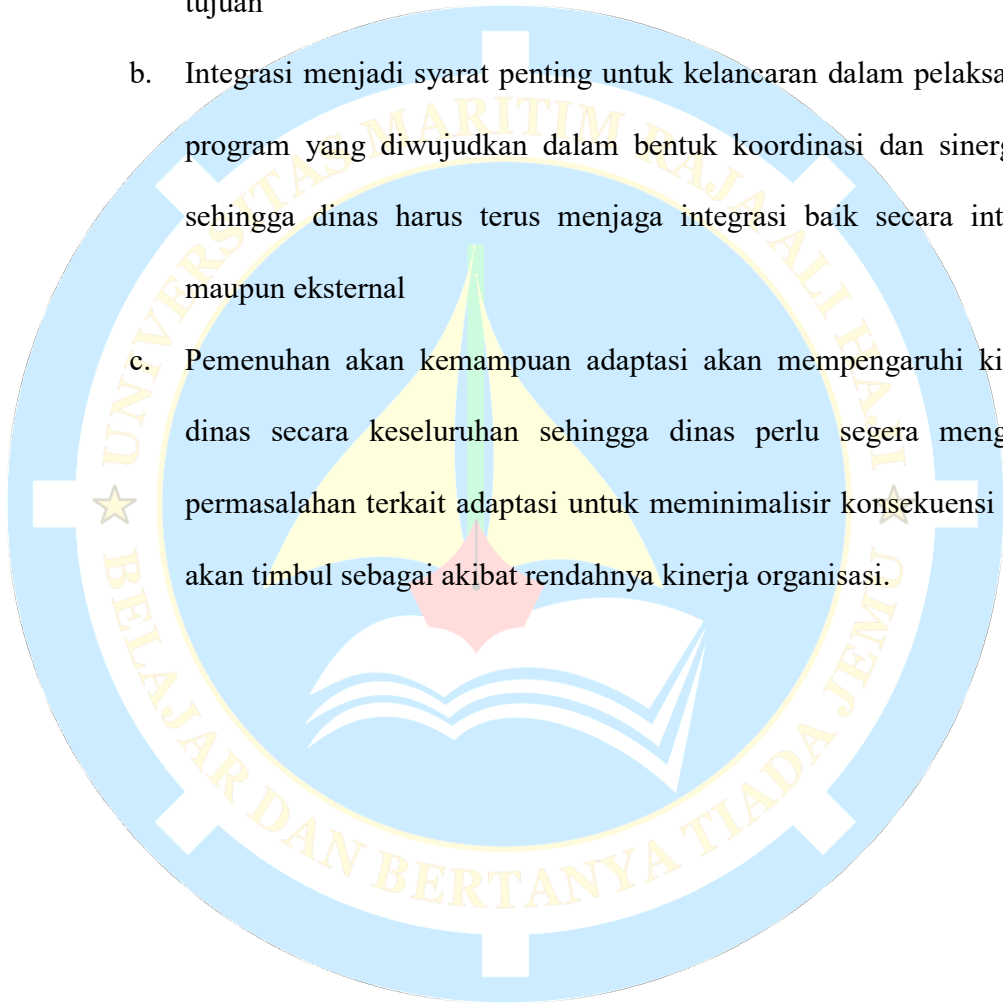 tujuan
b. Integrasi menjadi syarat penting untuk kelancaran dalam pelaksa
program yang diwujudkan dalam bentuk koordinasi dan sinerg
sehingga dinas harus terus menjaga integrasi baik secara int
maupun eksternal
c. Pemenuhan akan kemampuan adaptasi akan mempengaruhi ki
dinas secara keseluruhan sehingga dinas perlu segera meng
permasalahan terkait adaptasi untuk meminimalisir konsekuensi
akan timbul sebagai akibat rendahnya kinerja organisasi.
UNIVERSITAS MARITIM RAJA ALI HAJI
BELAJAR DAN BERTANYA TIADA JEMU